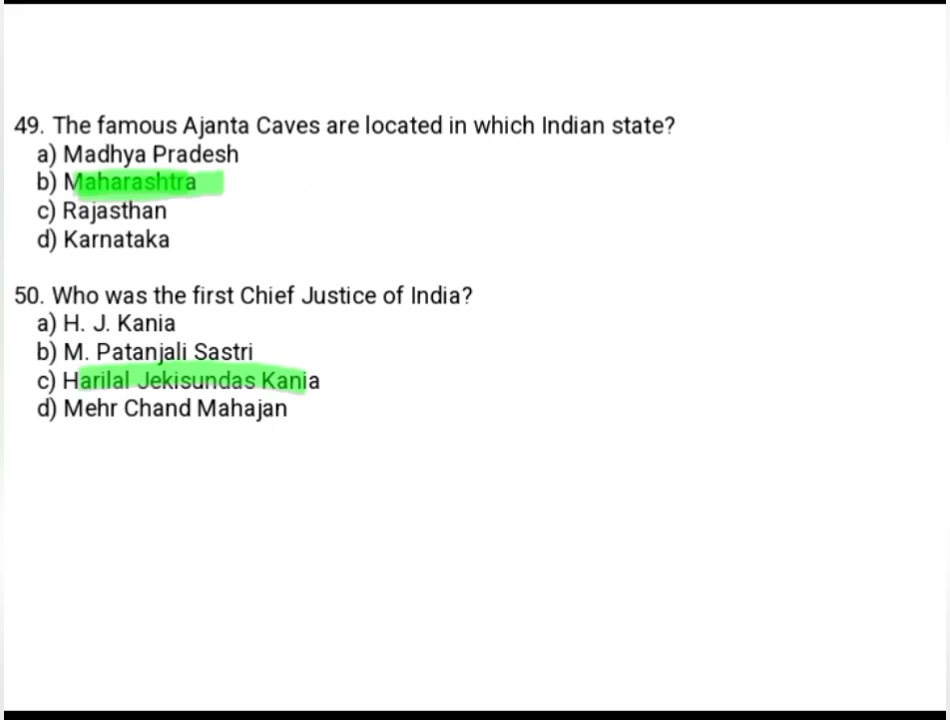 49. The famous Ajanta Caves are located in which Indian state?
a) Madhya Pradesh
b) Maharashtra
c) Rajasthan
d) Karnataka
50. Who was the first Chief Justice of India?
a) H. J. Kania
b) M. Patanjali Sastri
c) Harilal Jekisundas Kania
d) Mehr Chand Mahajan